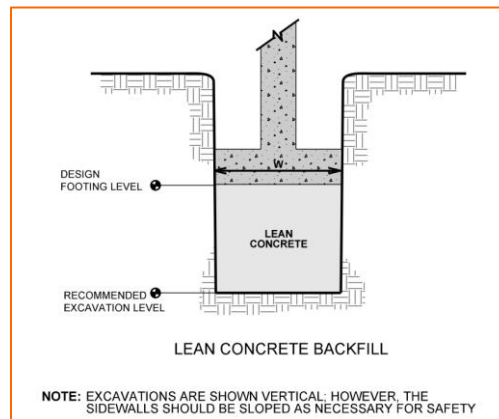 W
DESIGN
FOOTING LEVEL
LEAN
CONCRETE
RECOMMENDED
EXCAVATION LEVEL
LEAN CONCRETE BACKFILL
NOTE: EXCAVATIONS ARE SHOWN VERTICAL; HOWEVER, THE
SIDEWALLS SHOULD BE SLOPED AS NECESSARY FOR SAFETY